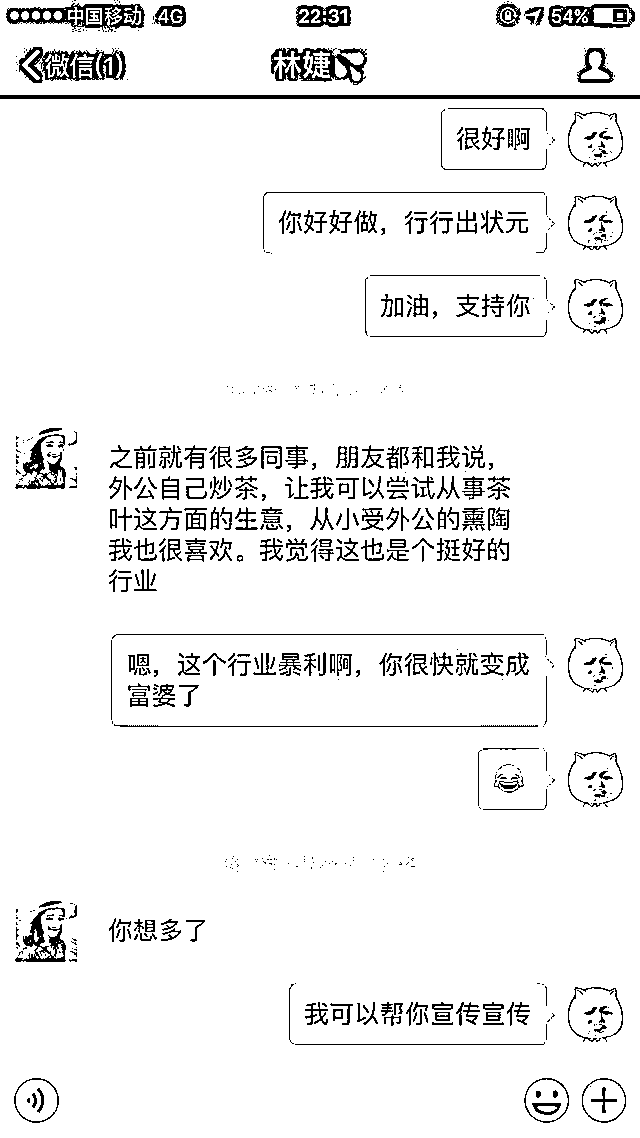 中国移动 4G 22:31 54%
微信(1) 林婕
很好啊
你好好做，行行出状元
加油，支持你
之前就有很多同事，朋友都和我说，
外公自己炒茶，让我可以尝试从事茶
叶这方面的生意，从小受外公的熏陶
我也很喜欢。我觉得这也是个挺好的
行业
嗯，这个行业暴利啊，你很快就变成
富婆了
你想多了
我可以帮你宣传宣传